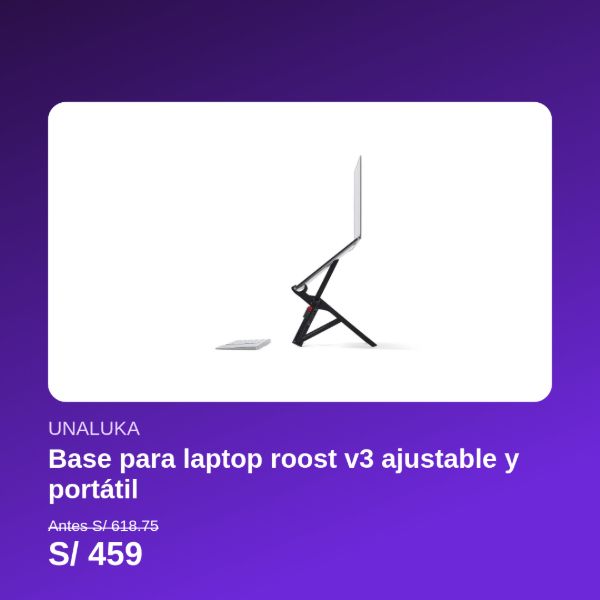 UNALUKA
Base para laptop roost v3 ajustable y
portátil
Antes S/ 618.75
S/ 459